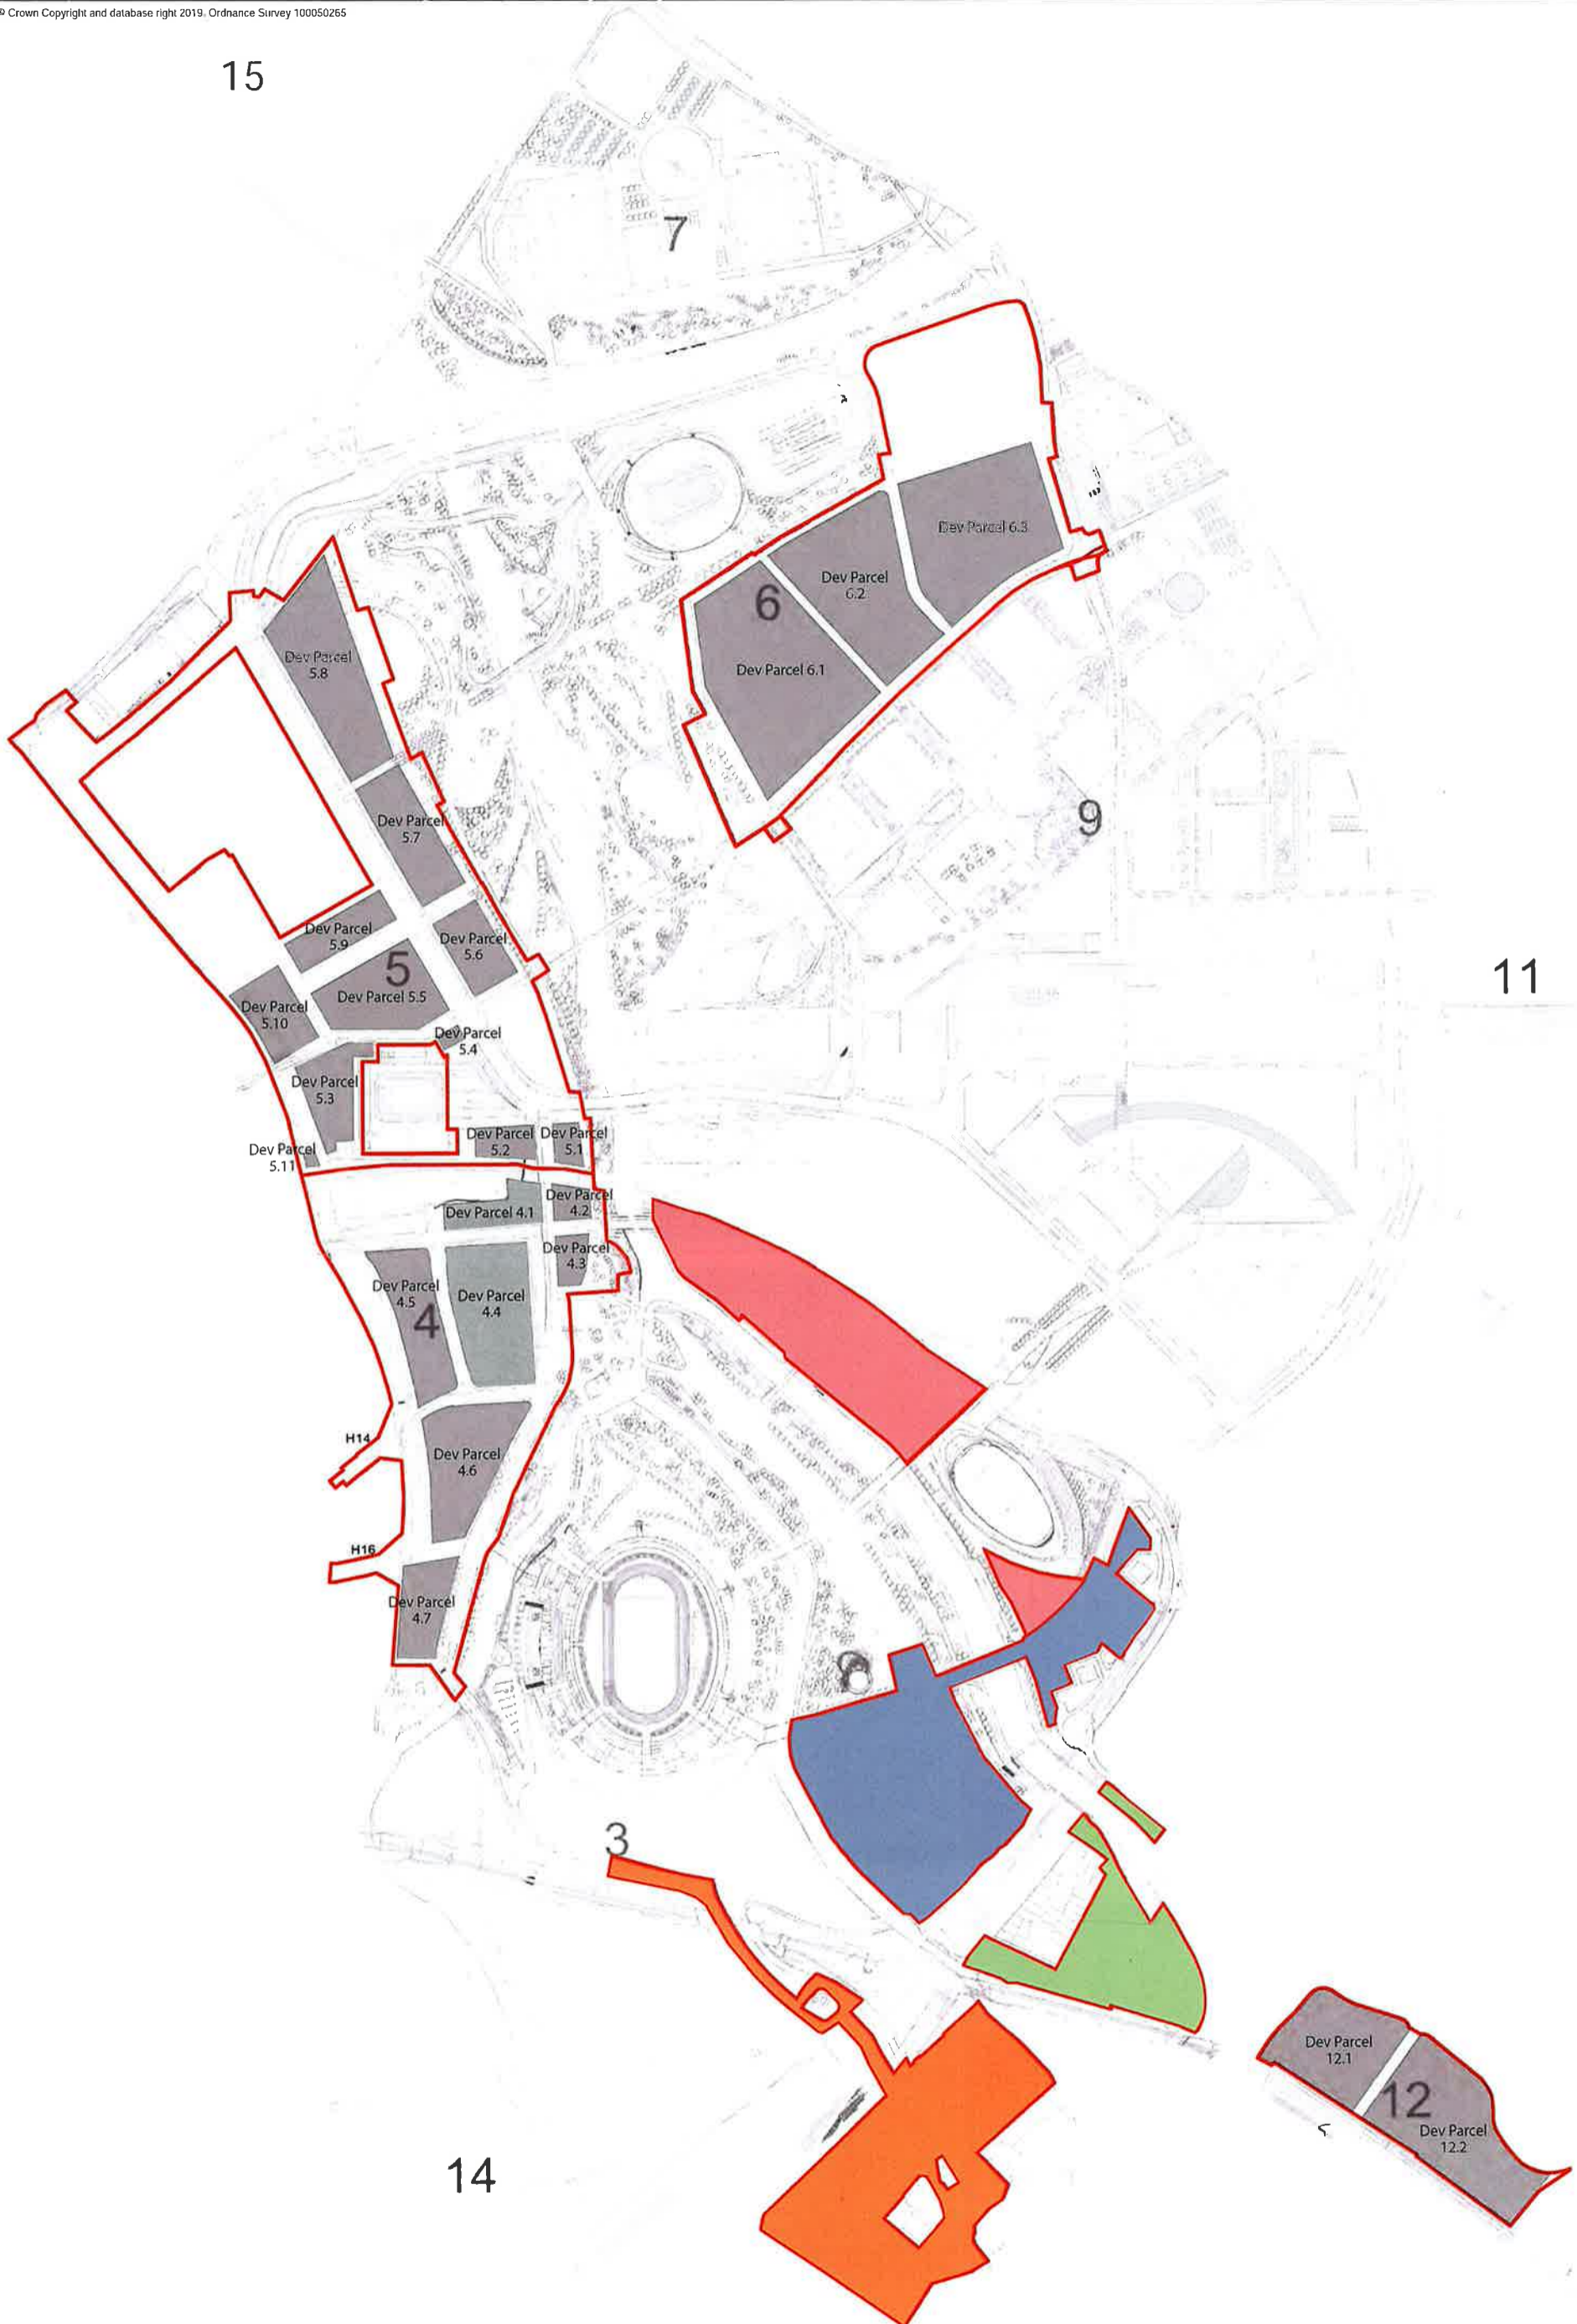 © Crown Copyright and database right 2019. Ordnance Survey 100050265
15
7
Dev Parcel 6.3
Dev Parcel
6.2
6
Dev Parcel 6.1
Dev Parcel
5.8
Dev Parcel
5.7
9
Dev Parcel
5.9
Dev Parcel
5.6
5
Dev Parcel 5.5
11
Dev Parcel
5.10
Dev Parcel
5.4
Dev Parcel
5.3
Dev Parcel
5.2
Dev Parcel
5.1
Dev Parcel
5.11
Dev Parcel
4.2
Dev Parcel 4.1
Dev Parcel
4.3
Dev Parcel
4.5
Dev Parcel
4.4
4
H14
Dev Parcel
4.6
H16
Dev Parcel
4.7
3
Dev Parcel
12.1
12
Dev Parcel
12.2
14